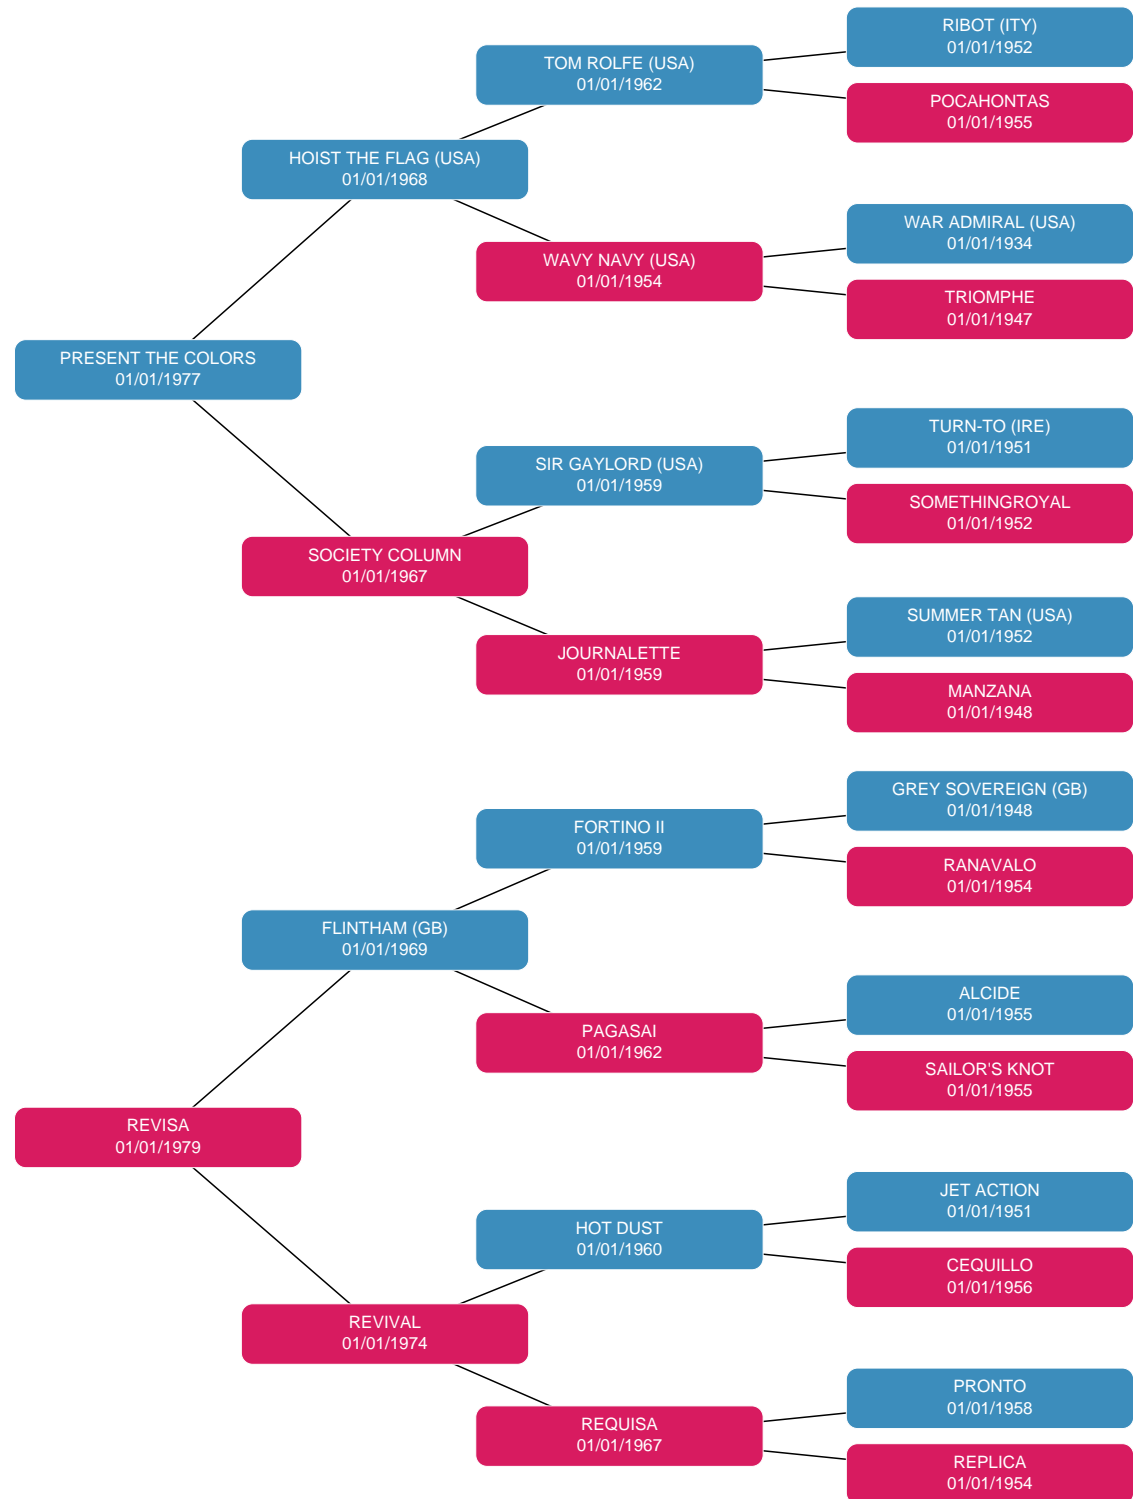 RIBOT (ITY)
01/01/1952
TOM ROLFE (USA)
01/01/1962
POCAHONTAS
01/01/1955
HOIST THE FLAG (USA)
01/01/1968
WAR ADMIRAL (USA)
01/01/1934
WAVY NAVY (USA)
01/01/1954
TRIOMPHE
01/01/1947
PRESENT THE COLORS
01/01/1977
TURN-TO (IRE)
01/01/1951
SIR GAYLORD (USA)
01/01/1959
SOMETHINGROYAL
01/01/1952
SOCIETY COLUMN
01/01/1967
SUMMER TAN (USA)
01/01/1952
JOURNALETTE
01/01/1959
MANZANA
01/01/1948
GREY SOVEREIGN (GB)
01/01/1948
FORTINO II
01/01/1959
RANAVALO
01/01/1954
FLINTHAM (GB)
01/01/1969
ALCIDE
01/01/1955
PAGASAI
01/01/1962
SAILOR'S KNOT
01/01/1955
REVISA
01/01/1979
JET ACTION
01/01/1951
HOT DUST
01/01/1960
CEQUILLO
01/01/1956
REVIVAL
01/01/1974
PRONTO
01/01/1958
REQUISA
01/01/1967
REPLICA
01/01/1954